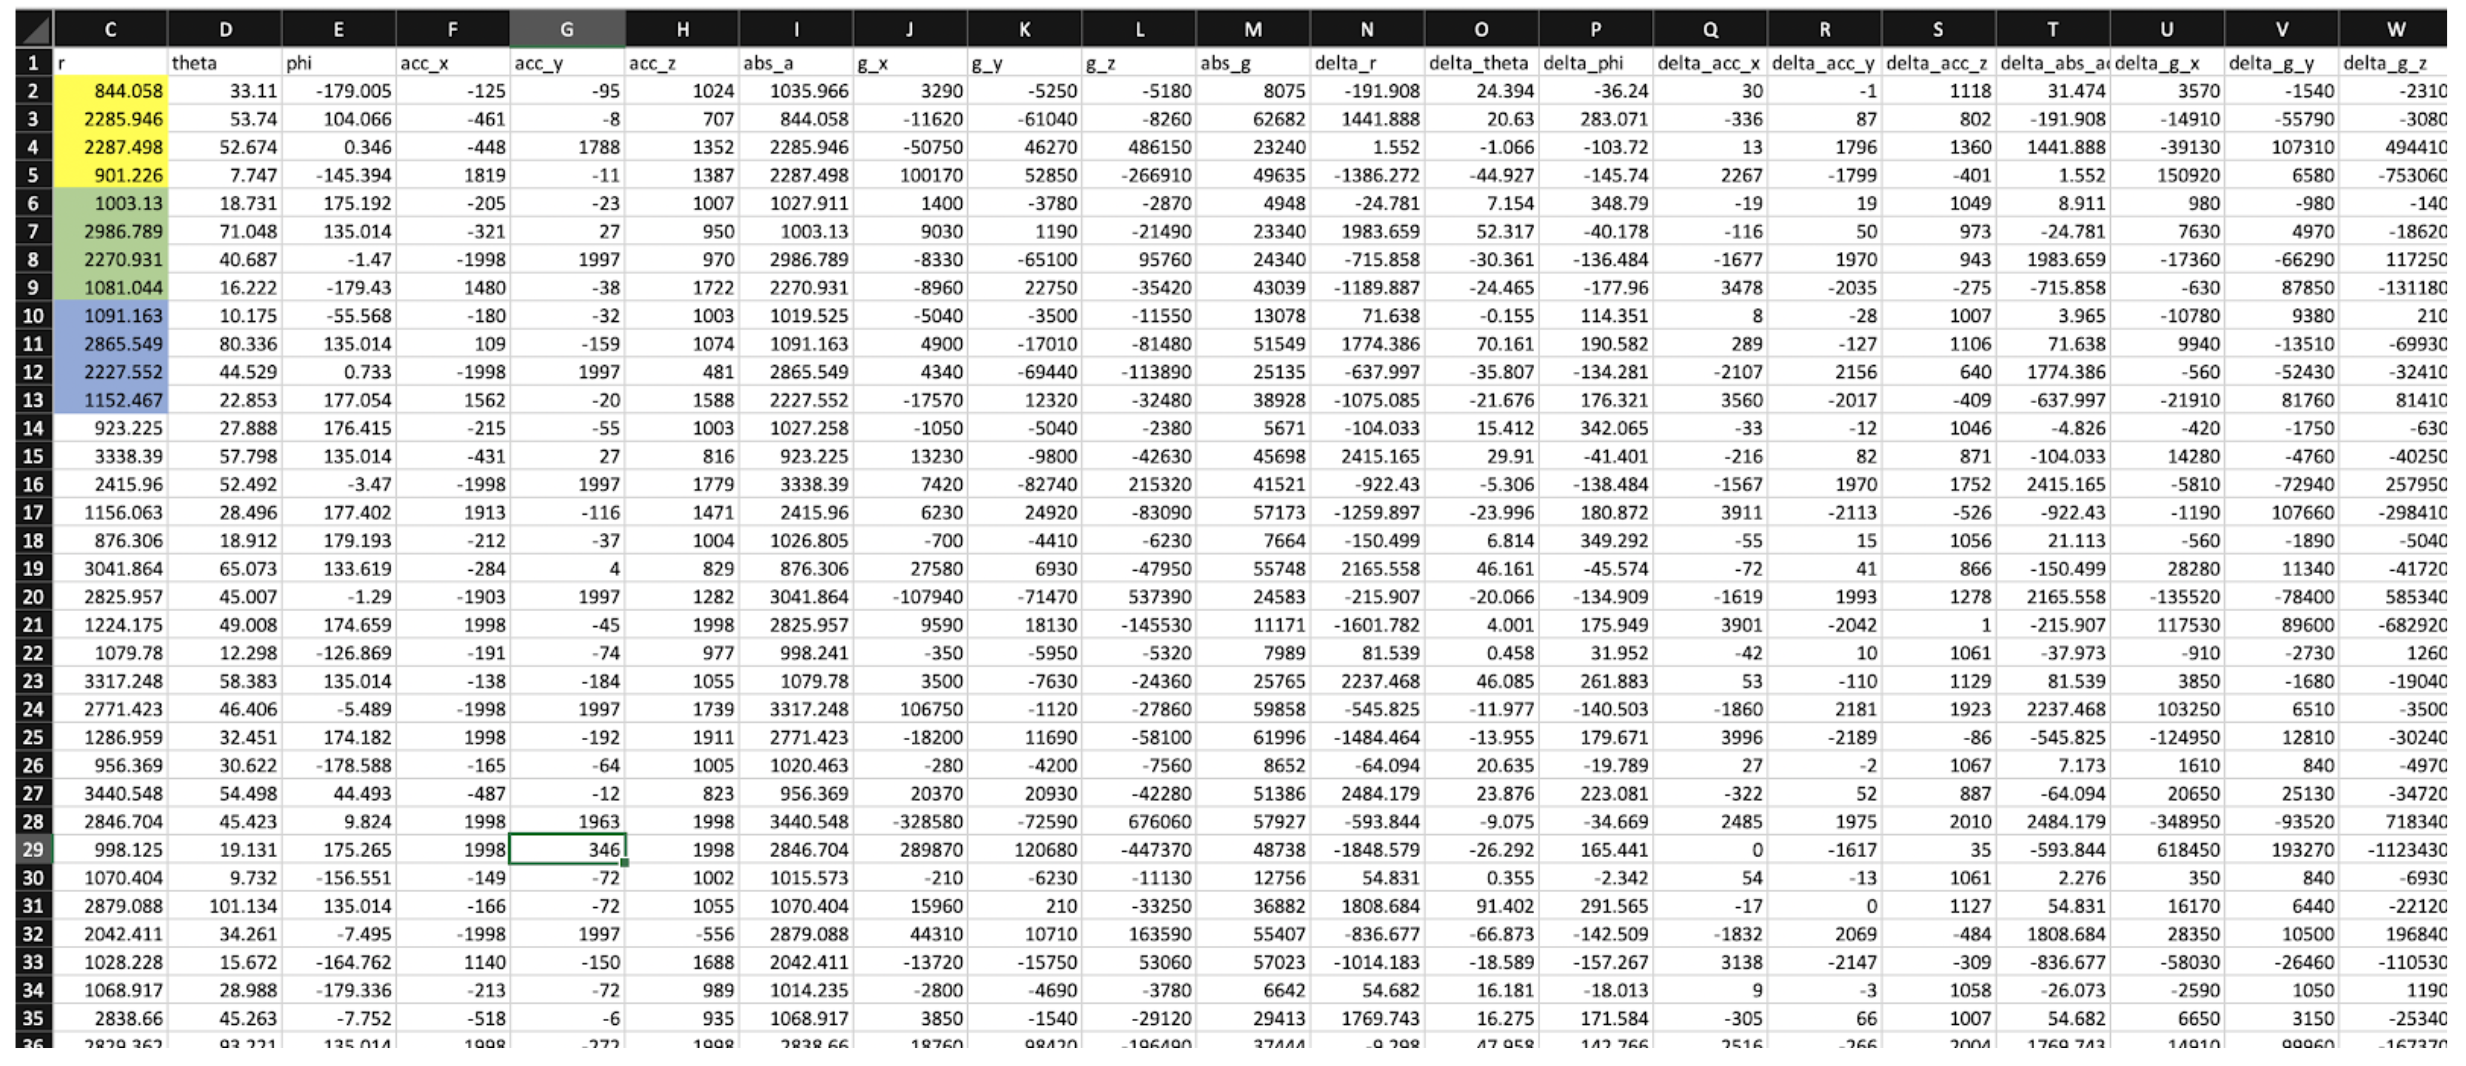 C D E F G H I J K L M N O P Q R S T U V W
1 r theta phi acc_x acc_y acc_z abs_a g_x g_y g_z abs_g delta_r delta_theta delta_phi delta_acc_x delta_acc_y delta_acc_z delta_abs_a delta_g_x delta_g_y delta_g_z
2 844.058 33.11 -179.005 -125 -95 1024 1035.966 3290 -5250 -5180 8075 -191.908 24.394 -36.24 30 -1 1118 31.474 3570 -1540 -2310
3 2285.946 53.74 104.066 -461 -8 707 844.058 -11620 -61040 -8260 62682 1441.888 20.63 283.071 -336 87 802 -191.908 -14910 -55790 -3080
4 2287.498 52.674 0.346 -448 1788 1352 2285.946 -50750 46270 486150 23240 1.552 -1.066 -103.72 13 1796 1360 1441.888 -39130 107310 494410
5 901.226 7.747 -145.394 1819 -11 1387 2287.498 100170 52850 -266910 49635 -1386.272 -44.927 -145.74 2267 -1799 -401 1.552 150920 6580 -753060
6 1003.13 18.731 175.192 -205 -23 1007 1027.911 1400 -3780 -2870 4948 -24.781 7.154 348.79 -19 19 1049 8.911 980 -980 -140
7 2986.789 71.048 135.014 -321 27 950 1003.13 9030 1190 -21490 23340 1983.659 52.317 -40.178 -116 50 973 -24.781 7630 4970 -18620
8 2270.931 40.687 -1.47 -1998 1997 970 2986.789 -8330 -65100 95760 24340 -715.858 -30.361 -136.484 -1677 1970 943 1983.659 -17360 -66290 117250
9 1081.044 16.222 -179.43 1480 -38 1722 2270.931 -8960 22750 -35420 43039 -1189.887 -24.465 -177.96 3478 -2035 -275 -715.858 -630 87850 -131180
10 1091.163 10.175 -55.568 -180 -32 1003 1019.525 -5040 -3500 -11550 13078 71.638 -0.155 114.351 8 -28 1007 3.965 -10780 9380 210
11 2865.549 80.336 135.014 109 -159 1074 1091.163 4900 -17010 -81480 51549 1774.386 70.161 190.582 289 -127 1106 71.638 9940 -13510 -69930
12 2227.552 44.529 0.733 -1998 1997 481 2865.549 4340 -69440 -113890 25135 -637.997 -35.807 -134.281 -2107 2156 640 1774.386 -560 -52430 -32410
13 1152.467 22.853 177.054 1562 -20 1588 2227.552 -17570 12320 -32480 38928 -1075.085 -21.676 176.321 3560 -2017 -409 -637.997 -21910 81760 81410
14 923.225 27.888 176.415 -215 -55 1003 1027.258 -1050 -5040 -2380 5671 -104.033 15.412 342.065 -33 -12 1046 -4.826 -420 -1750 -630
15 3338.39 57.798 135.014 -431 27 816 923.225 13230 -9800 -42630 45698 2415.165 29.91 -41.401 -216 82 871 -104.033 14280 -4760 -40250
16 2415.96 52.492 -3.47 -1998 1997 1779 3338.39 7420 -82740 215320 41521 -922.43 -5.306 -138.484 -1567 1970 1752 2415.165 -5810 -72940 257950
17 1156.063 28.496 177.402 1913 -116 1471 2415.96 6230 24920 -83090 57173 -1259.897 -23.996 180.872 3911 -2113 -526 -922.43 -1190 107660 -298410
18 876.306 18.912 179.193 -212 -37 1004 1026.805 -700 -4410 -6230 7664 -150.499 6.814 349.292 -55 15 1056 21.113 -560 -1890 -5040
19 3041.864 65.073 133.619 -284 4 829 876.306 27580 6930 -47950 55748 2165.558 46.161 -45.574 -72 41 866 -150.499 28280 11340 -41720
20 2825.957 45.007 -1.29 -1903 1997 1282 3041.864 -107940 -71470 537390 24583 -215.907 -20.066 -134.909 -1619 1993 1278 2165.558 -135520 -78400 585340
21 1224.175 49.008 174.659 1998 -45 1998 2825.957 9590 18130 -145530 11171 -1601.782 4.001 175.949 3901 -2042 1 -215.907 117530 89600 -682920
22 1079.78 12.298 -126.869 -191 -74 977 998.241 -350 -5950 -5320 7989 81.539 0.458 31.952 -42 10 1061 -37.973 -910 -2730 1260
23 3317.248 58.383 135.014 -138 -184 1055 1079.78 3500 -7630 -24360 25765 2237.468 46.085 261.883 53 -110 1129 81.539 3850 -1680 -19040
24 2771.423 46.406 -5.489 -1998 1997 1739 3317.248 106750 -1120 -27860 59858 -545.825 -11.977 -140.503 -1860 2181 1923 2237.468 103250 6510 -3500
25 1286.959 32.451 174.182 1998 -192 1911 2771.423 -18200 11690 -58100 61996 -1484.464 -13.955 179.671 3996 -2189 -86 -545.825 -124950 12810 -30240
26 956.369 30.622 -178.588 -165 -64 1005 1020.463 -280 -4200 -7560 8652 -64.094 20.635 -19.789 27 -2 1067 7.173 1610 840 -4970
27 3440.548 54.498 44.493 -487 -12 823 956.369 20370 20930 -42280 51386 2484.179 23.876 223.081 -322 52 887 -64.094 20650 25130 -34720
28 2846.704 45.423 9.824 1998 1963 1998 3440.548 -328580 -72590 676060 57927 -593.844 -9.075 -34.669 2485 1975 2010 2484.179 -348950 -93520 718340
29 998.125 19.131 175.265 1998 346 1998 2846.704 289870 120680 -447370 48738 -1848.579 -26.292 165.441 0 -1617 35 -593.844 618450 193270 -1123430
30 1070.404 9.732 -156.551 -149 -72 1002 1015.573 -210 -6230 -11130 12756 54.831 0.355 -2.342 54 -13 1061 2.276 350 840 -6930
31 2879.088 101.134 135.014 -166 -72 1055 1070.404 15960 210 -33250 36882 1808.684 91.402 291.565 -17 0 1127 54.831 16170 6440 -22120
32 2042.411 34.261 -7.495 -1998 1997 -556 2879.088 44310 10710 163590 55407 -836.677 -66.873 -142.509 -1832 2069 -484 1808.684 28350 10500 196840
33 1028.228 15.672 -164.762 1140 -150 1688 2042.411 -13720 -15750 53060 57023 -1014.183 -18.589 -157.267 3138 -2147 -309 -836.677 -58030 -26460 -110530
34 1068.917 28.988 -179.336 -213 -72 989 1014.235 -2800 -4690 -3780 6642 54.682 16.181 -18.013 9 -3 1058 -26.073 -2590 1050 1190
35 2838.66 45.263 -7.752 -518 -6 935 1068.917 3850 -1540 -29120 29413 1769.743 16.275 171.584 -305 66 1007 54.682 6650 3150 -25340
36 2829.362 93.221 135.014 1998 -272 1998 2838.66 18760 98420 -196490 37444 -9.298 47.958 142.766 2516 -266 2004 1769.743 14910 99960 -167370